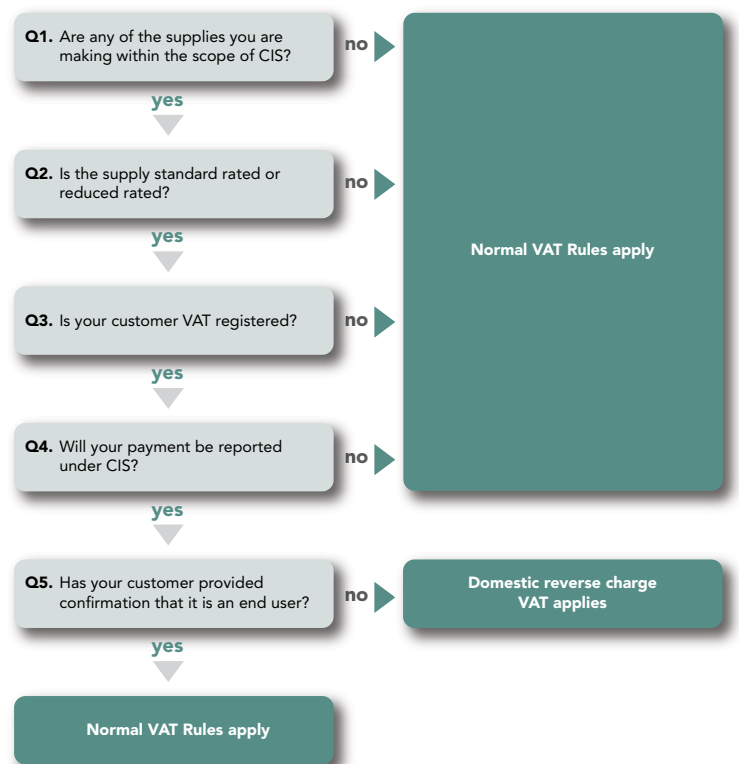 Q1. Are any of the supplies you are
making within the scope of CIS?
no
yes
Q2. Is the supply standard rated or
reduced rated?
no
Normal VAT Rules apply
yes
Q3. Is your customer VAT registered?
no
yes
Q4. Will your payment be reported
under CIS?
no
yes
Q5. Has your customer provided
confirmation that it is an end user?
no
Domestic reverse charge
VAT applies
yes
Normal VAT Rules apply